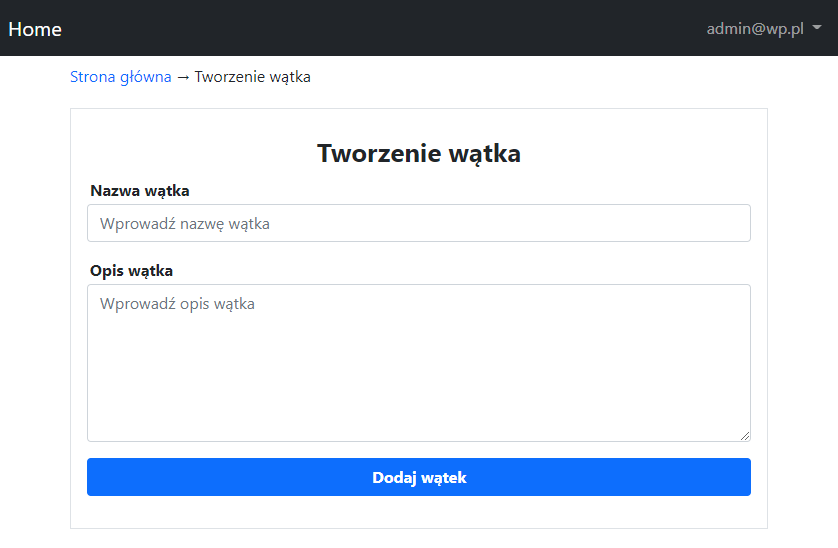 Home
admin@wp.pl
Strona główna → Tworzenie wątka
Tworzenie wątka
Nazwa wątka
Wprowadź nazwę wątka
Opis wątka
Wprowadź opis wątka
Dodaj wątek